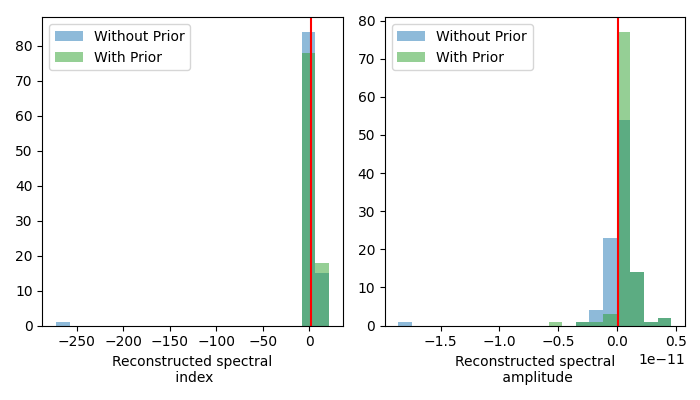 Without Prior
With Prior
80
70
60
50
40
30
20
10
0
−250 −200 −150 −100 −50 0
Reconstructed spectral
index
Without Prior
With Prior
80
70
60
50
40
30
20
10
0
−1.5 −1.0 −0.5 0.0 0.5
1e−11
Reconstructed spectral
amplitude